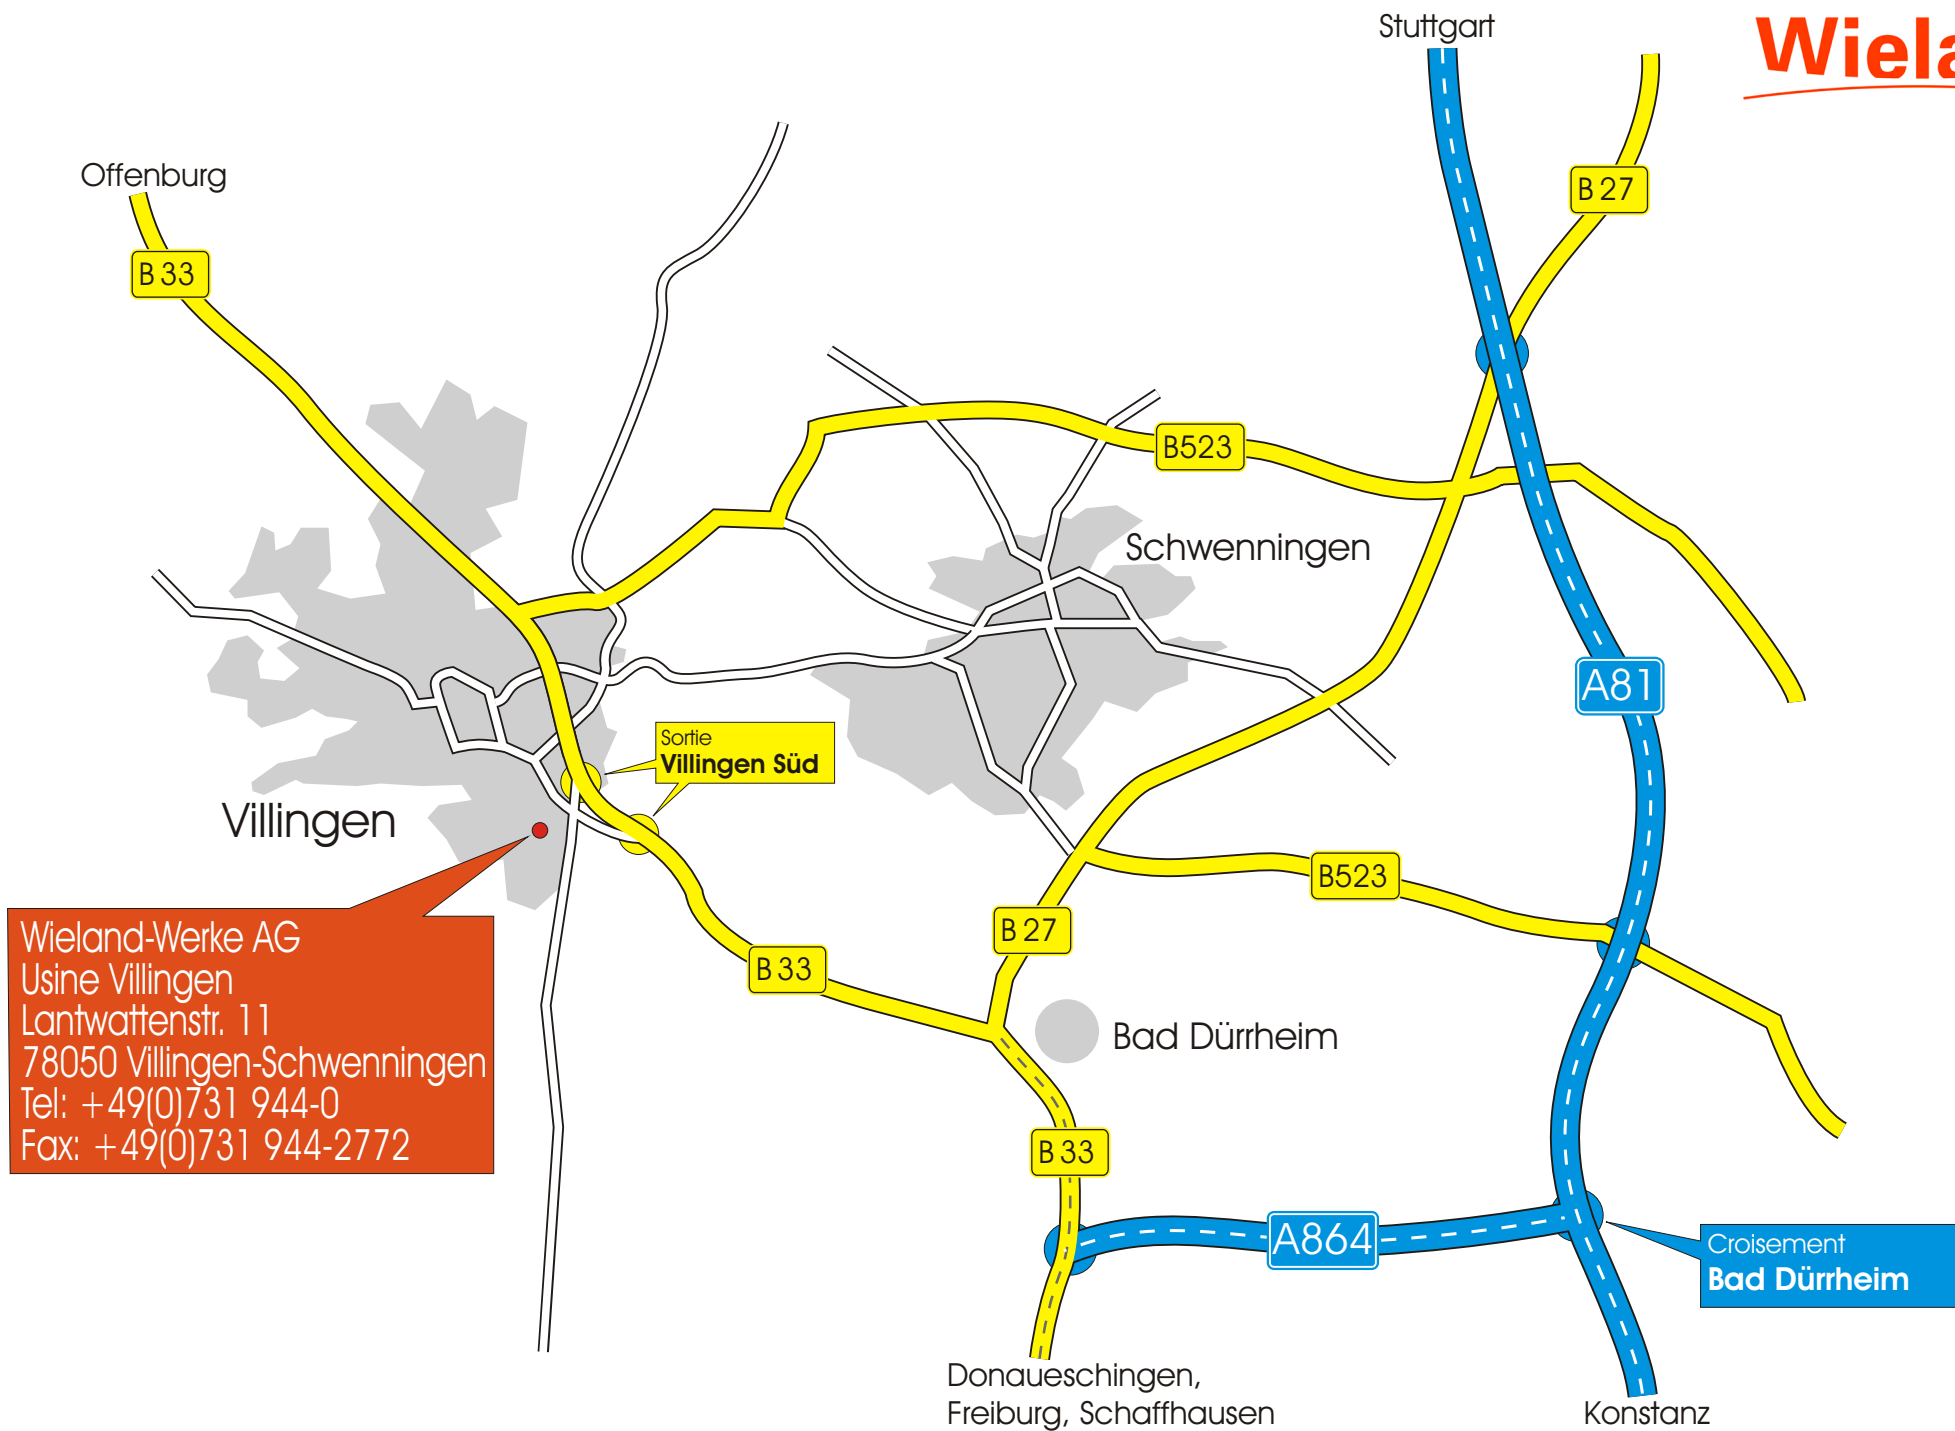 Stuttgart
Offenburg
B 27
B 33
B523
Schwenningen
A81
Sortie
Villingen Süd
Villingen
B523
B 27
B 33
Wieland-Werke AG
Usine Villingen
Lantwattenstr. 11
78050 Villingen-Schwenningen
Tel: +49(0)731 944-0
Fax: +49(0)731 944-2772
Bad Dürrheim
B 33
A864
Croisement
Bad Dürrheim
Donaueschingen,
Freiburg, Schaffhausen
Konstanz